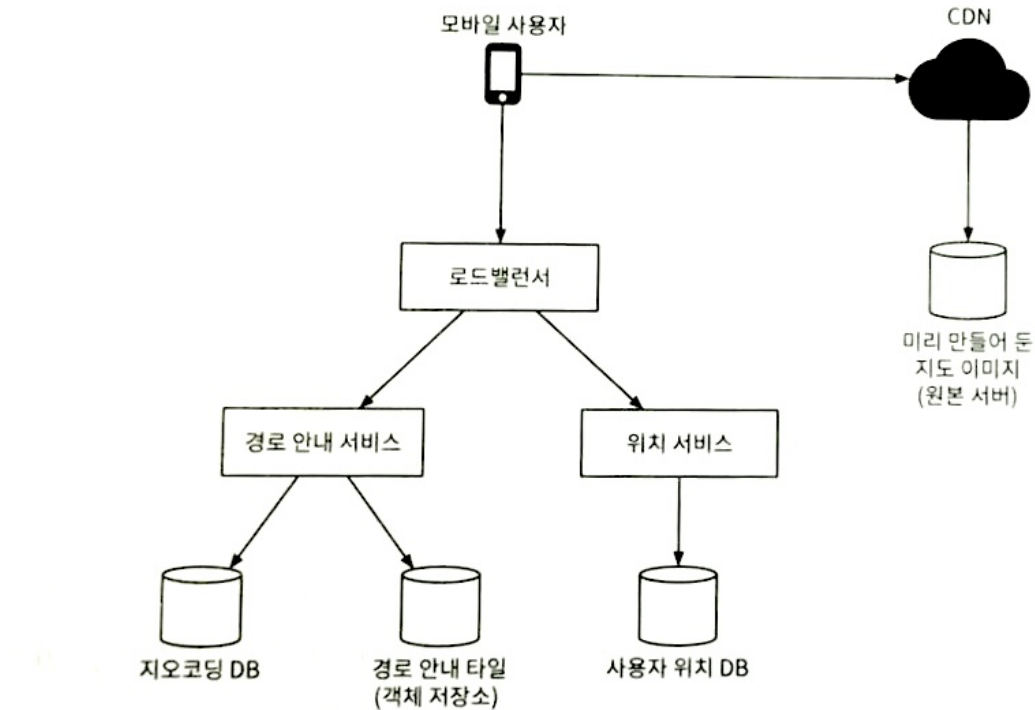 모바일 사용자
CDN
로드밸런서
미리 만들어 둔
지도 이미지
(원본 서버)
경로 안내 서비스
위치 서비스
지오코딩 DB
경로 안내 타일
(객체 저장소)
사용자 위치 DB